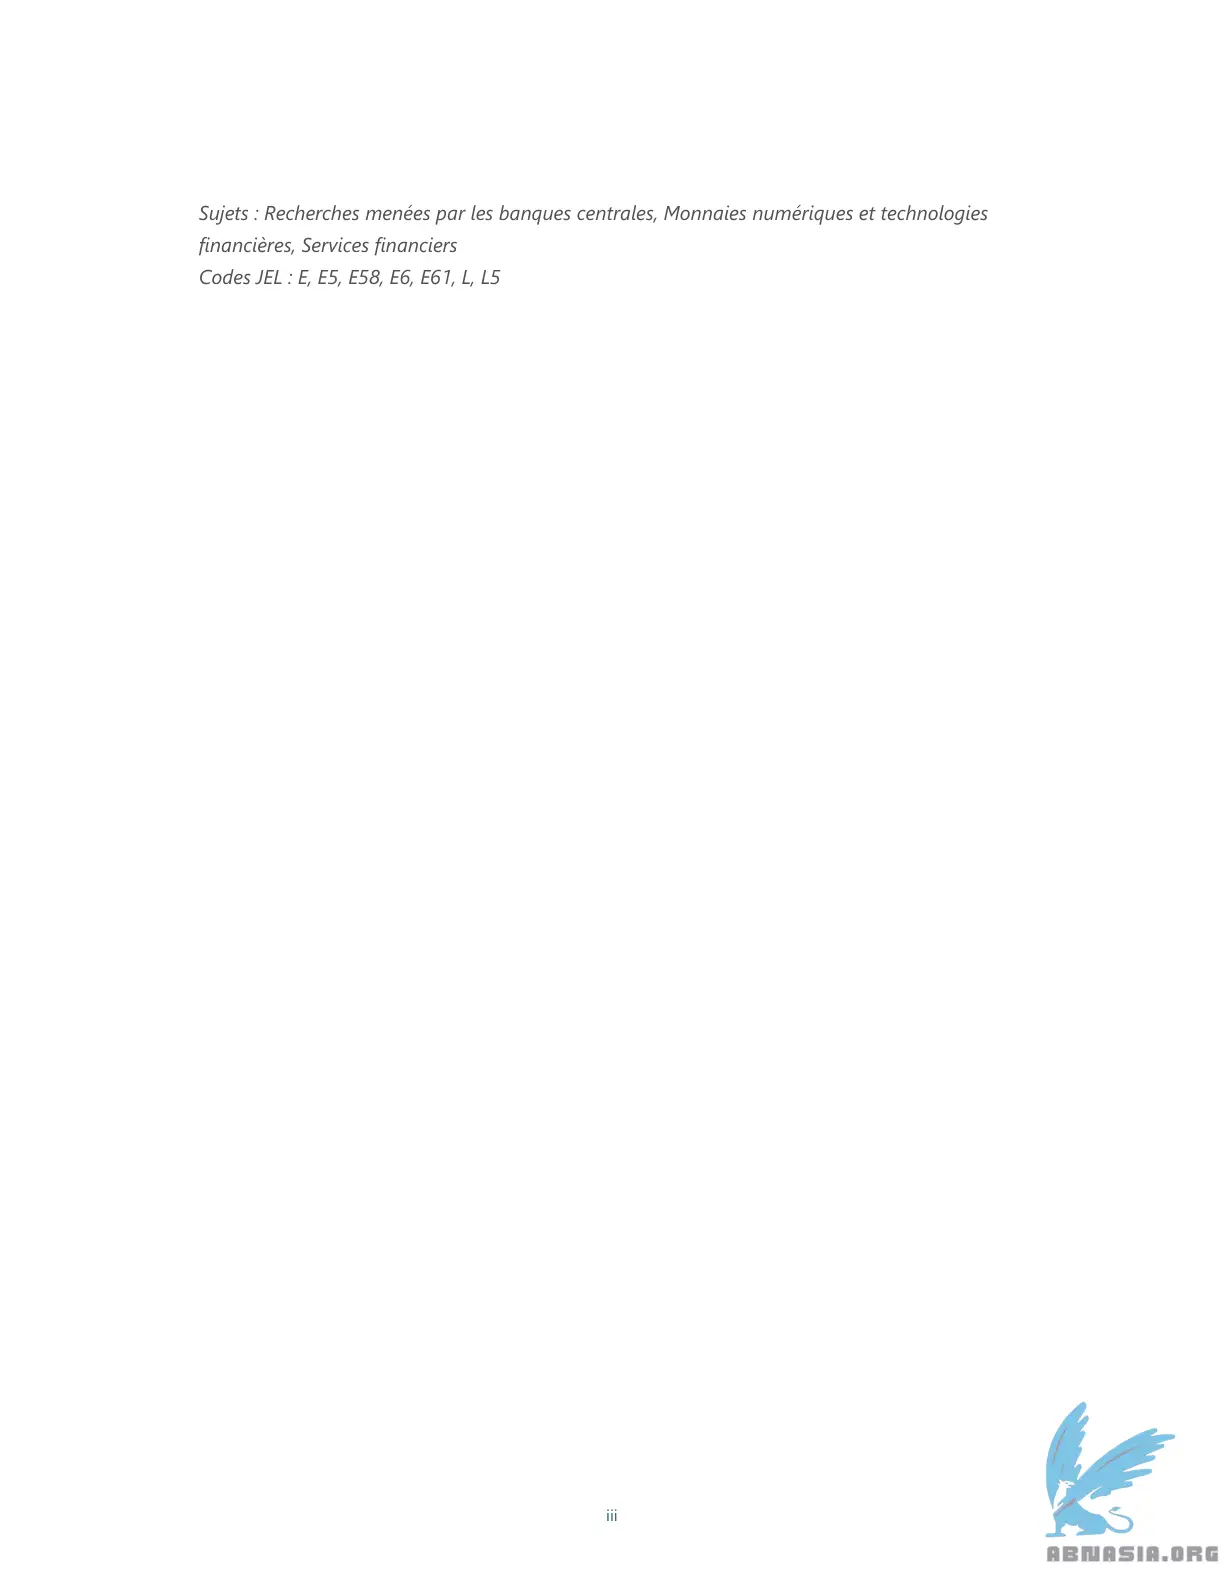 Sujets : Recherches menées par les banques centrales, Monnaies numériques et technologies
financières, Services financiers
Codes JEL : E, E5, E58, E6, E61, L, L5
iii
ABNASIA.ORG